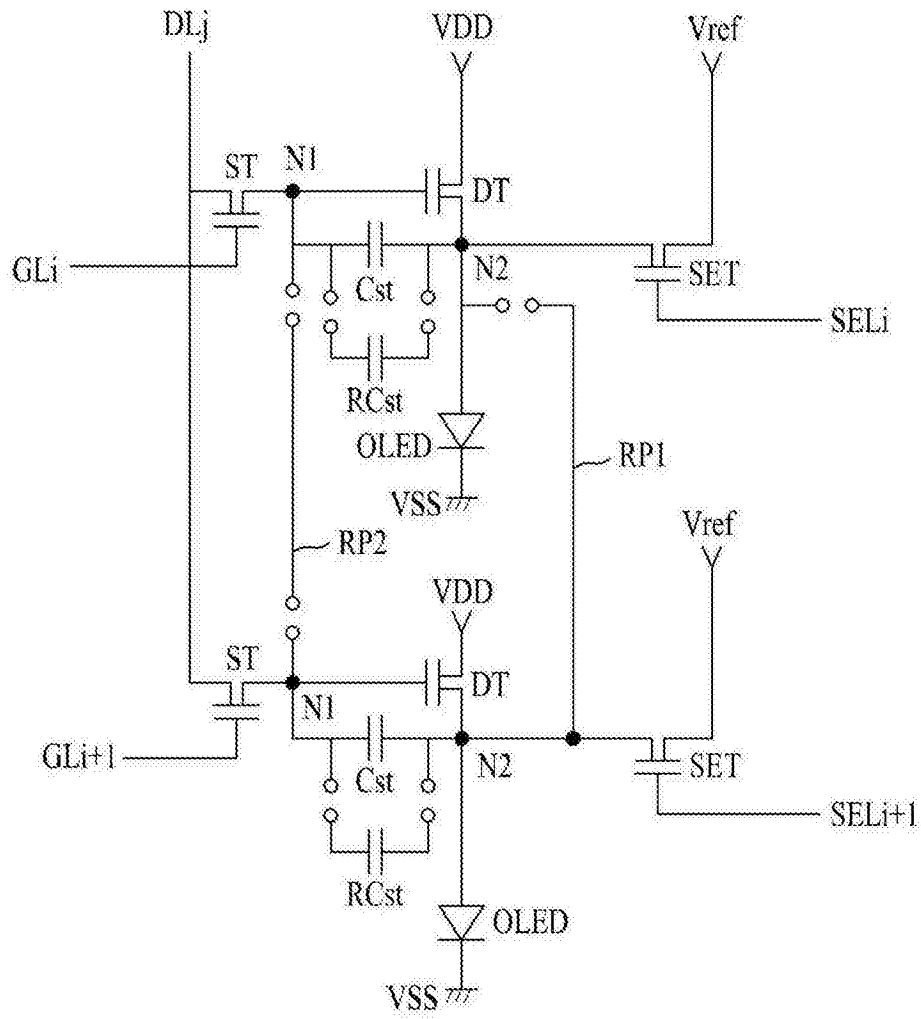 DLj
VDD
Vref
ST
N1
DT
GLi
Cst
N2
SET
SELi
RCst
OLED
RP1
VSS
Vref
RP2
VDD
ST
N1
DT
GLi+1
Cst
N2
SET
SELi+1
RCst
OLED
VSS